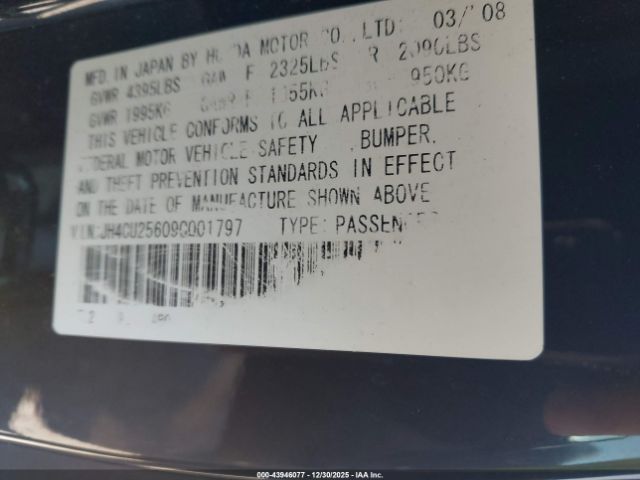 MFD. IN JAPAN BY HONDA MOTOR CO., LTD. 03/'08
GVWR 4395LBS GAWR F 2325LBS R 2090LBS
GVWR 1995KG GAWR F 1055KG 950KG
THIS VEHICLE CONFORMS TO ALL APPLICABLE
FEDERAL MOTOR VEHICLE SAFETY , BUMPER,
AND THEFT PREVENTION STANDARDS IN EFFECT
ON THE DATE OF MANUFACTURE SHOWN ABOVE
VIN: JH4CU25609C001797 TYPE: PASSENGER
000-43946077 - 12/30/2025 - IAA Inc.